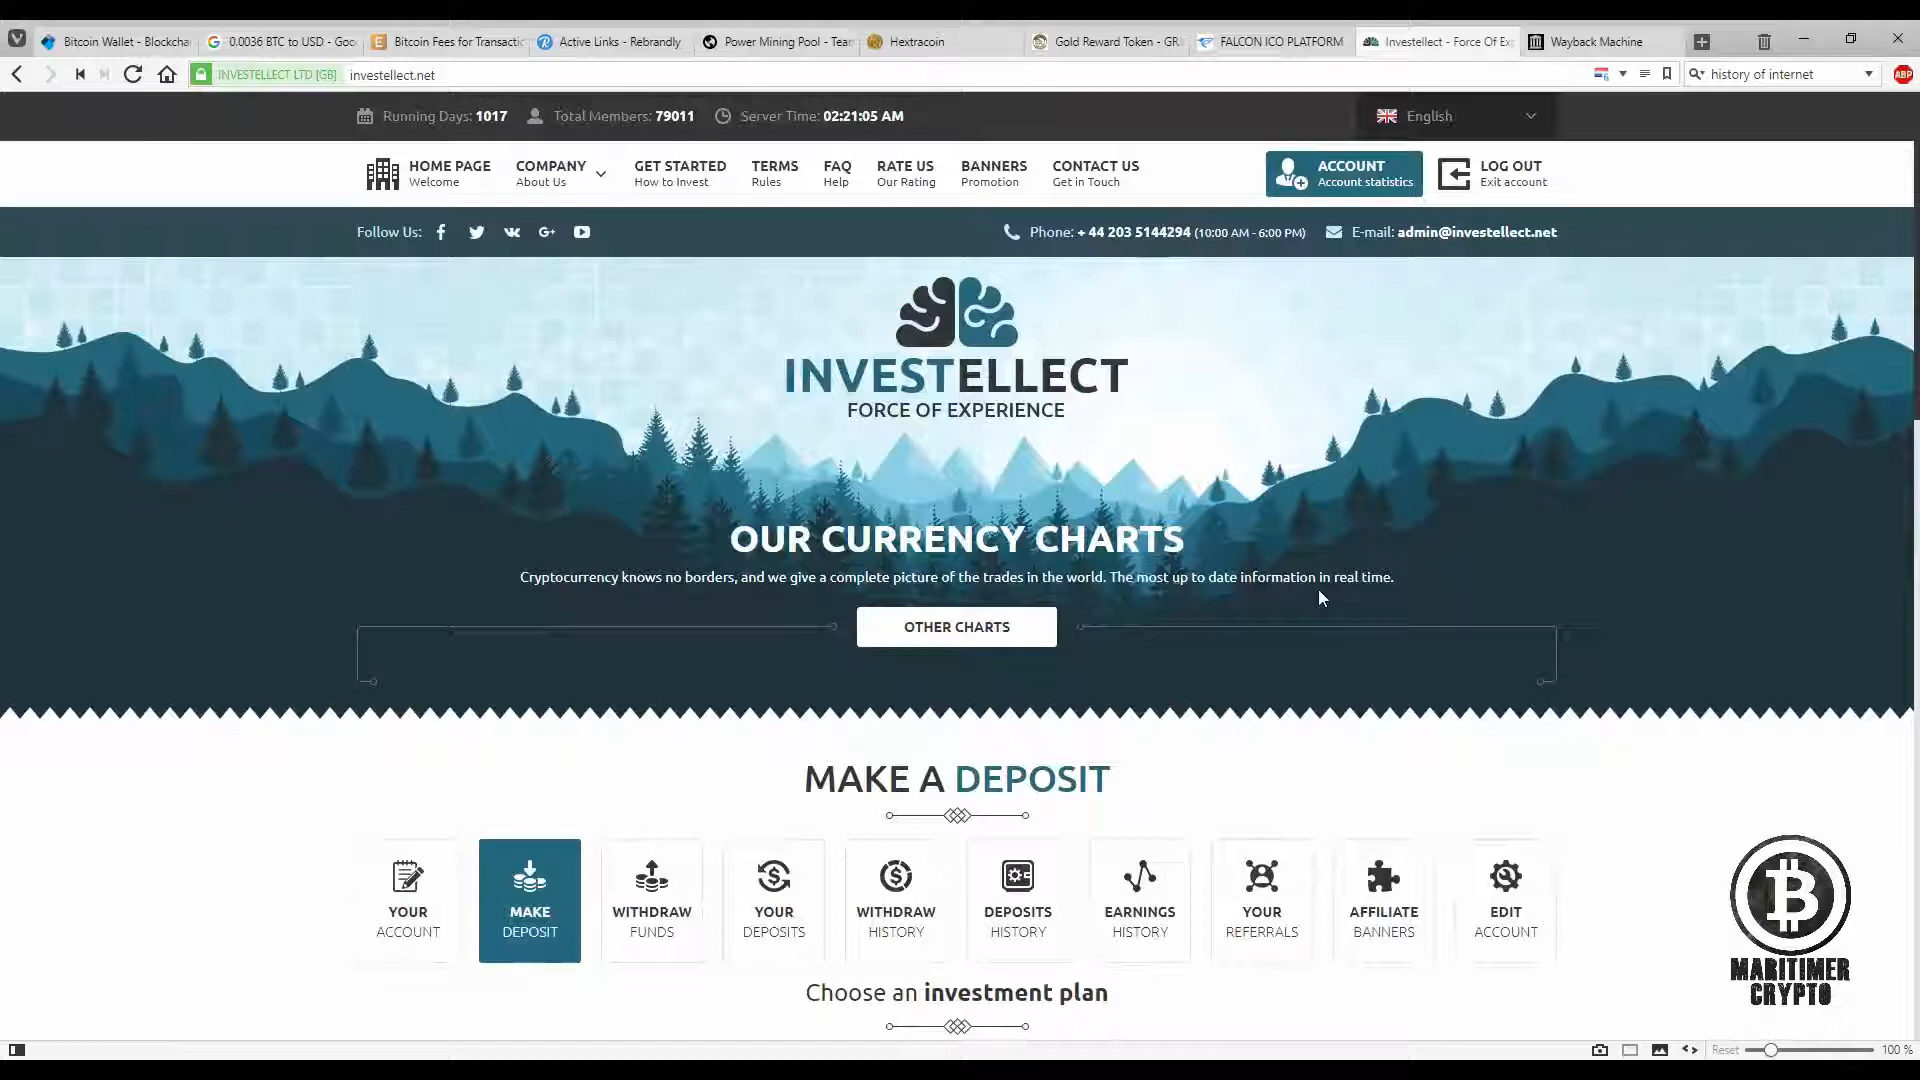 Bitcoin Wallet - Blockcha
0.0036 BTC to USD - Goo
Bitcoin Fees for Transactic
Active Links - Rebrandly
Power Mining Pool - Tean
Hextracoin
Gold Reward Token - GR
FALCON ICO PLATFORM
Investellect - Force Of Ex
Wayback Machine
INVESTELLECT LTD [GB]
investellect.net
history of internet
ABP
Running Days: 1017
Total Members: 79011
Server Time: 02:21:05 AM
English
HOME PAGE
Welcome
COMPANY
About Us
GET STARTED
How to Invest
TERMS
Rules
FAQ
Help
RATE US
Our Rating
BANNERS
Promotion
CONTACT US
Get in Touch
ACCOUNT
Account statistics
LOG OUT
Exit account
Follow Us:
Phone: + 44 203 5144294 (10:00 AM - 6:00 PM)
E-mail: admin@investellect.net
INVESTELLECT
FORCE OF EXPERIENCE
OUR CURRENCY CHARTS
Cryptocurrency knows no borders, and we give a complete picture of the trades in the world. The most up to date information in real time.
OTHER CHARTS
MAKE A DEPOSIT
YOUR
ACCOUNT
MAKE
DEPOSIT
WITHDRAW
FUNDS
YOUR
DEPOSITS
WITHDRAW
HISTORY
DEPOSITS
HISTORY
EARNINGS
HISTORY
YOUR
REFERRALS
AFFILIATE
BANNERS
EDIT
ACCOUNT
MARITIMER
CRYPTO
Choose an investment plan
Reset
100 %